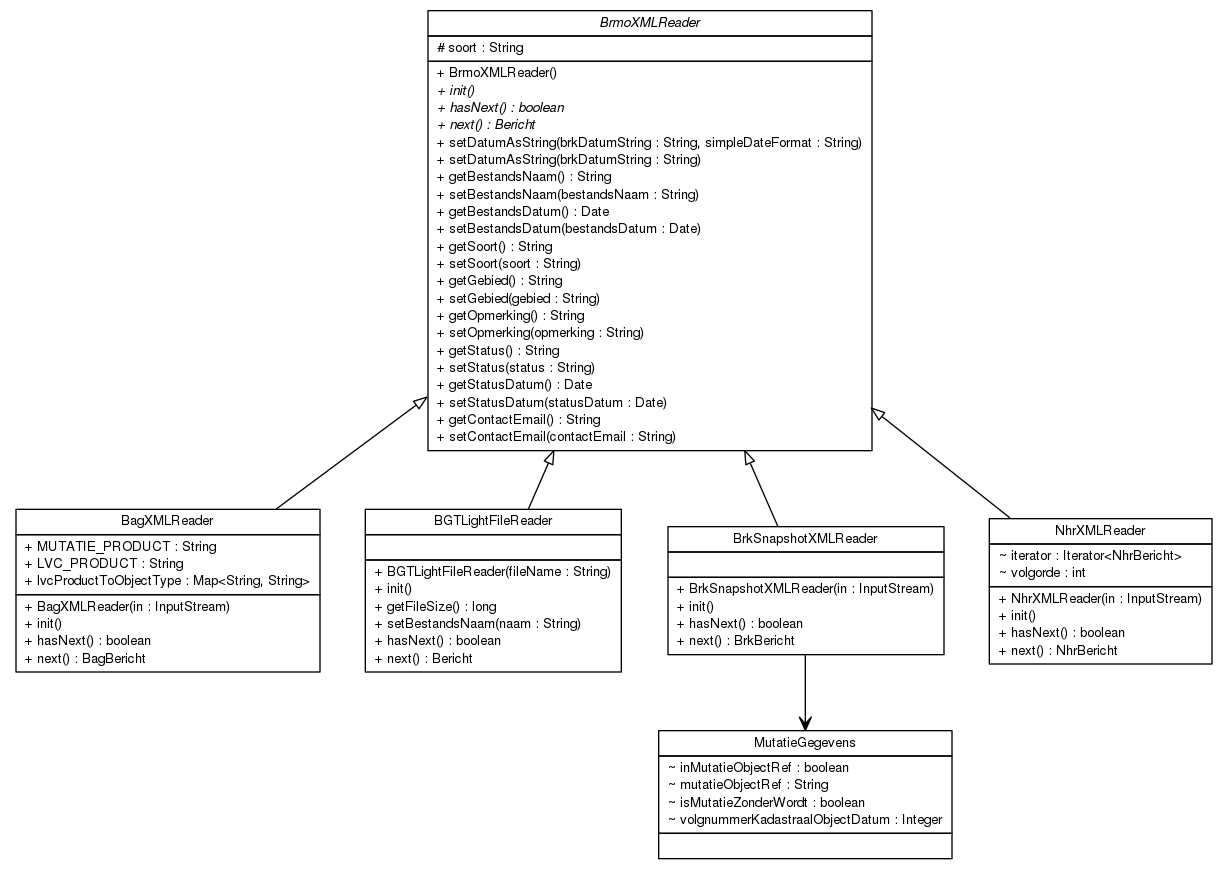 BrmoXMLReader
# soort : String
+ BrmoXMLReader()
+ init()
+ hasNext() : boolean
+ next() : Bericht
+ setDatumAsString(brkDatumString : String, simpleDateFormat : String)
+ setDatumAsString(brkDatumString : String)
+ getBestandsNaam() : String
+ setBestandsNaam(bestandsNaam : String)
+ getBestandsDatum() : Date
+ setBestandsDatum(bestandsDatum : Date)
+ getSoort() : String
+ setSoort(soort : String)
+ getGebied() : String
+ setGebied(gebied : String)
+ getOpmerking() : String
+ setOpmerking(opmerking : String)
+ getStatus() : String
+ setStatus(status : String)
+ getStatusDatum() : Date
+ setStatusDatum(statusDatum : Date)
+ getContactEmail() : String
+ setContactEmail(contactEmail : String)
BagXMLReader
+ MUTATIE_PRODUCT : String
+ LVC_PRODUCT : String
+ lvcProductToObjectType : Map<String, String>
+ BagXMLReader(in : InputStream)
+ init()
+ hasNext() : boolean
+ next() : BagBericht
BGTLightFileReader
+ BGTLightFileReader(fileName : String)
+ init()
+ getFileSize() : long
+ setBestandsNaam(naam : String)
+ hasNext() : boolean
+ next() : Bericht
BrkSnapshotXMLReader
+ BrkSnapshotXMLReader(in : InputStream)
+ init()
+ hasNext() : boolean
+ next() : BrkBericht
NhrXMLReader
~ iterator : Iterator<NhrBericht>
~ volgorde : int
+ NhrXMLReader(in : InputStream)
+ init()
+ hasNext() : boolean
+ next() : NhrBericht
MutatieGegevens
~ inMutatieObjectRef : boolean
~ mutatieObjectRef : String
~ isMutatieZonderWordt : boolean
~ volgnummerKadastraalObjectDatum : Integer